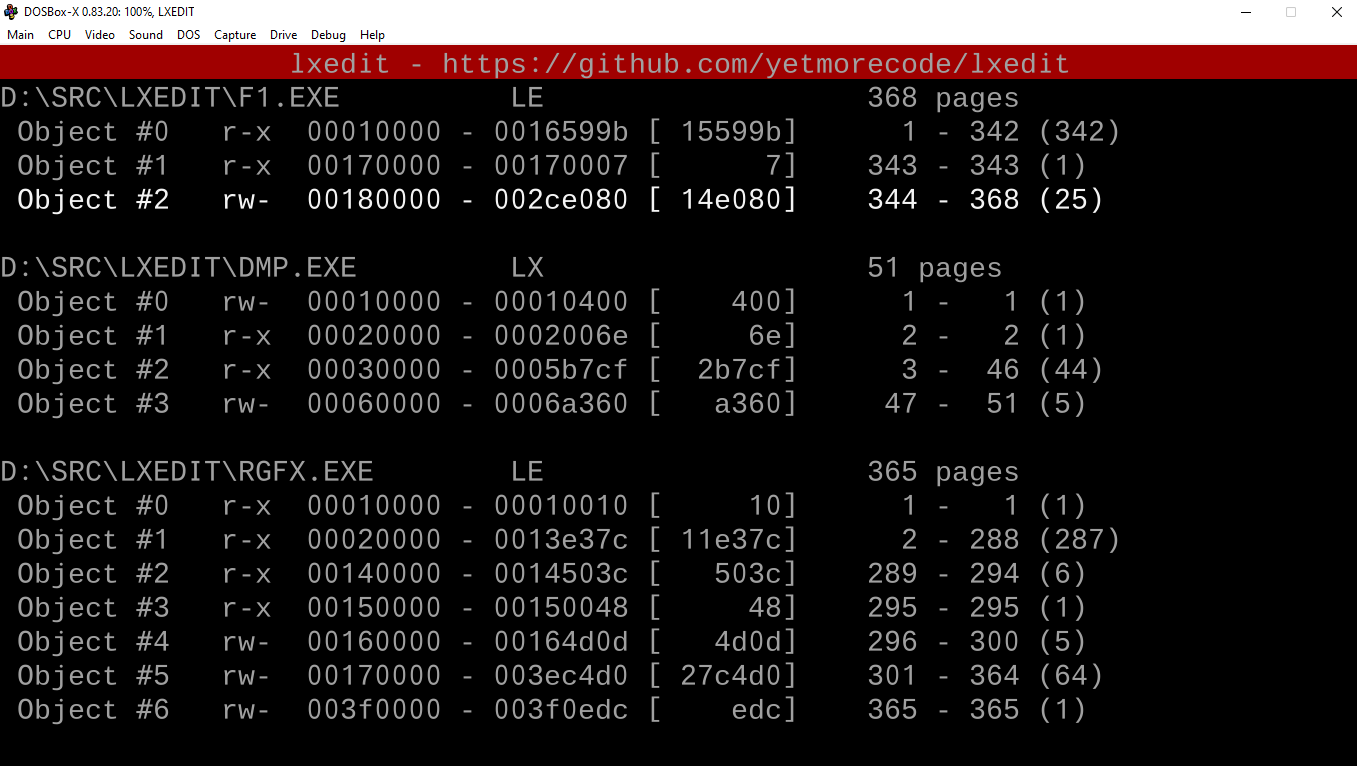 DOSBox-X 0.83.20: 100%, LXEDIT
Main CPU Video Sound DOS Capture Drive Debug Help
lxedit - https://github.com/yetmorecode/lxedit
D:\SRC\LXEDIT\F1.EXE LE 368 pages
Object #0 r-x 00010000 - 0016599b [ 15599b] 1 - 342 (342)
Object #1 r-x 00170000 - 00170007 [ 7] 343 - 343 (1)
Object #2 rw- 00180000 - 002ce080 [ 14e080] 344 - 368 (25)
D:\SRC\LXEDIT\DMP.EXE LX 51 pages
Object #0 rw- 00010000 - 00010400 [ 400] 1 - 1 (1)
Object #1 r-x 00020000 - 0002006e [ 6e] 2 - 2 (1)
Object #2 r-x 00030000 - 0005b7cf [ 2b7cf] 3 - 46 (44)
Object #3 rw- 00060000 - 0006a360 [ a360] 47 - 51 (5)
D:\SRC\LXEDIT\RGFX.EXE LE 365 pages
Object #0 r-x 00010000 - 00010010 [ 10] 1 - 1 (1)
Object #1 r-x 00020000 - 0013e37c [ 11e37c] 2 - 288 (287)
Object #2 r-x 00140000 - 0014503c [ 503c] 289 - 294 (6)
Object #3 r-x 00150000 - 00150048 [ 48] 295 - 295 (1)
Object #4 rw- 00160000 - 00164d0d [ 4d0d] 296 - 300 (5)
Object #5 rw- 00170000 - 003ec4d0 [ 27c4d0] 301 - 364 (64)
Object #6 rw- 003f0000 - 003f0edc [ edc] 365 - 365 (1)